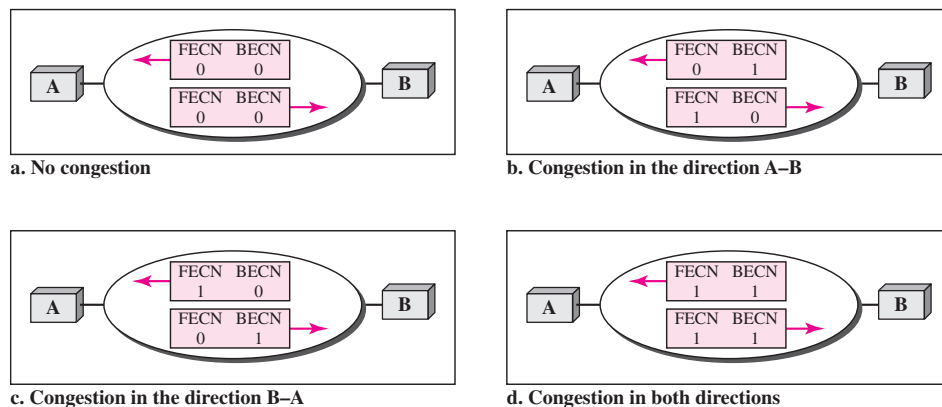 FECN BECN
0 0
A
B
FECN BECN
0 0
a. No congestion
FECN BECN
0 1
A
B
FECN BECN
1 0
b. Congestion in the direction A–B
FECN BECN
1 0
A
B
FECN BECN
0 1
c. Congestion in the direction B–A
FECN BECN
1 1
A
B
FECN BECN
1 1
d. Congestion in both directions